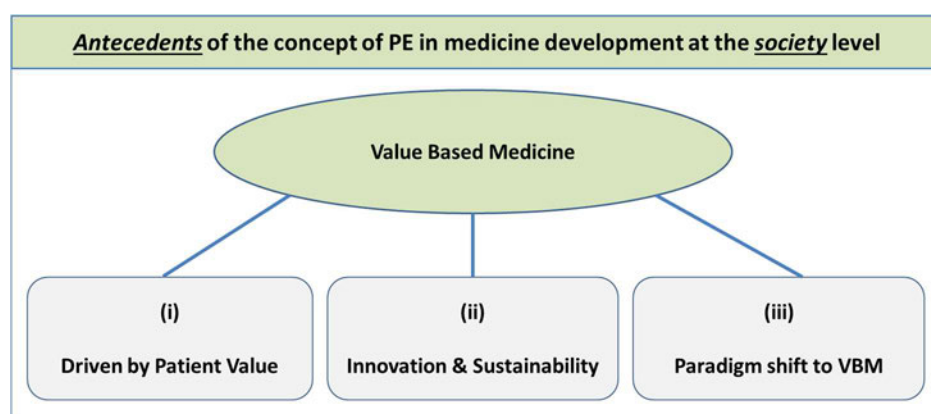 Antecedents of the concept of PE in medicine development at the society level
Value Based Medicine
(i)
Driven by Patient Value
(ii)
Innovation & Sustainability
(iii)
Paradigm shift to VBM